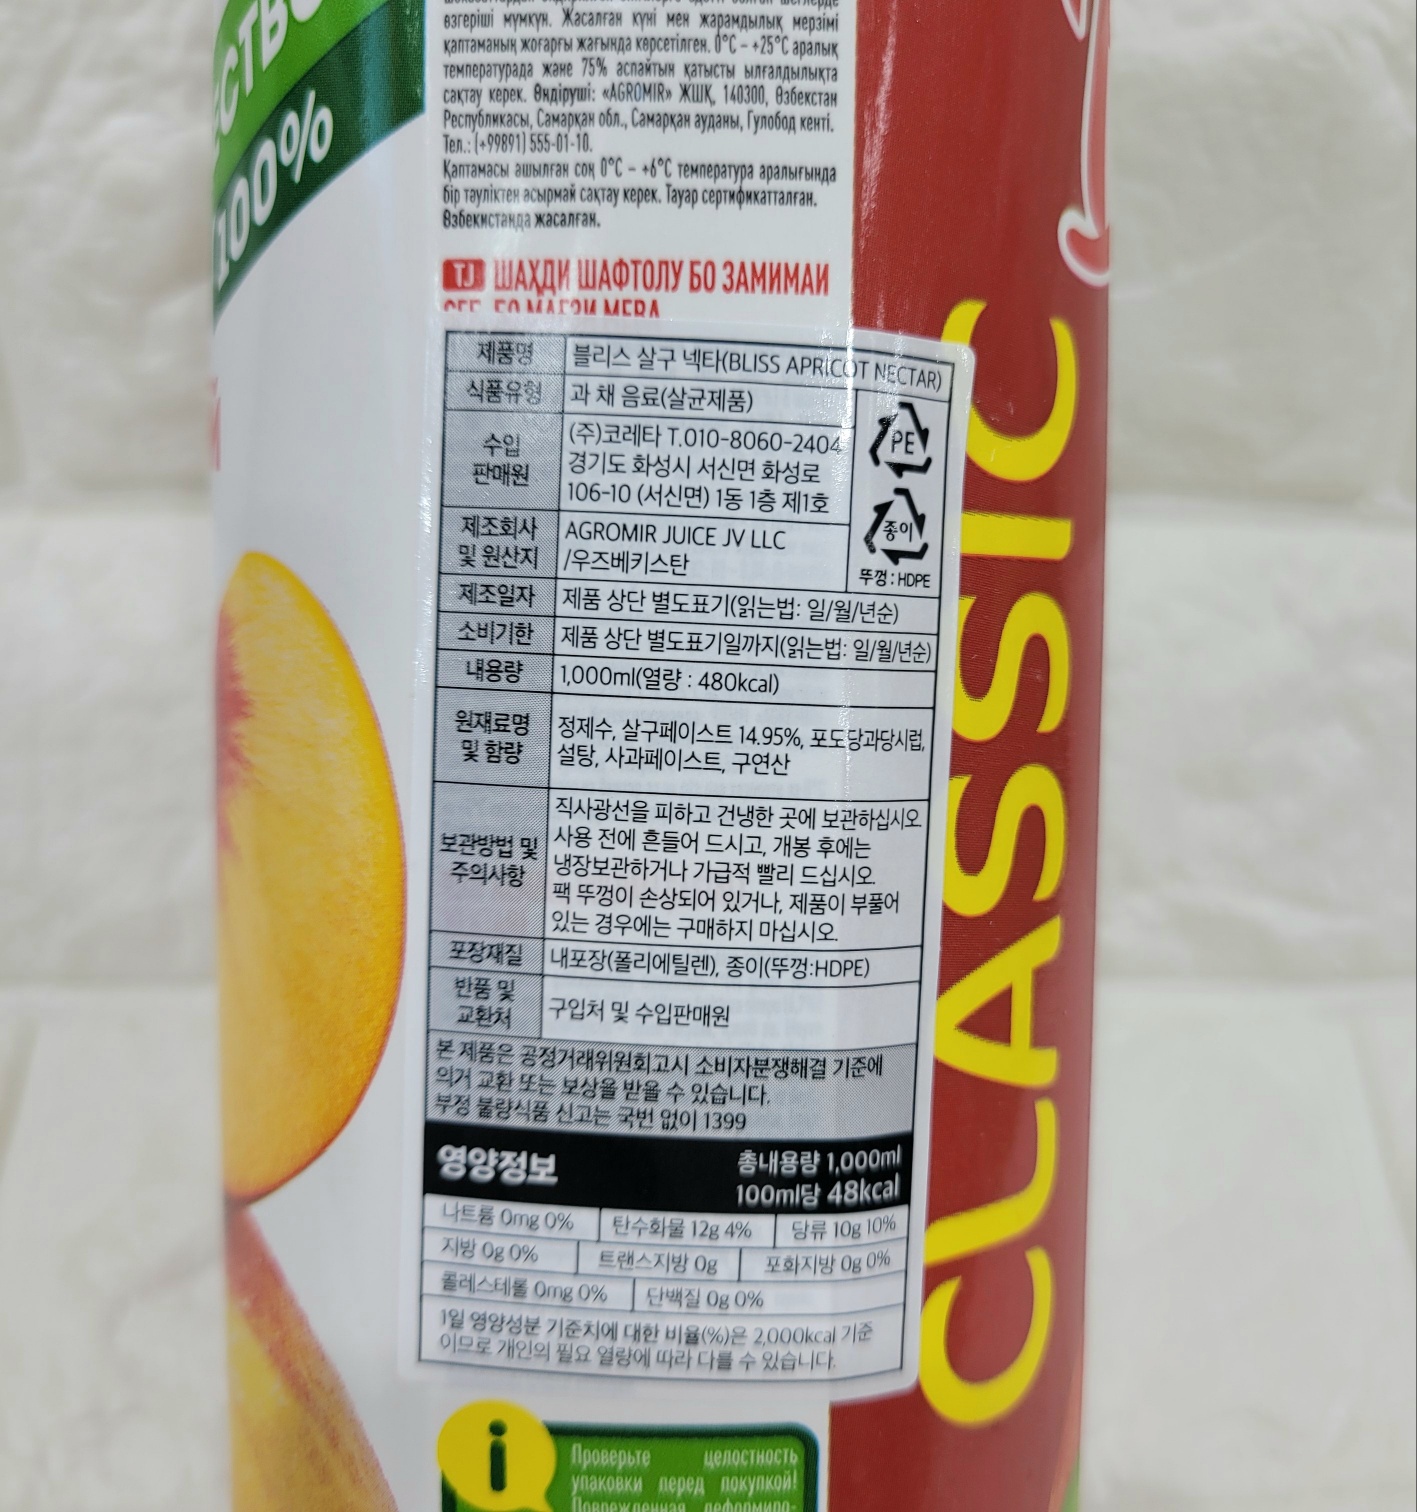 100%
өзгеріші мүмкін. Жасалған күні мен жарамдылық мерзімі
қаптаманың жоғарғы жағында көрсетілген. 0°C – +25°C аралық
температурада және 75% аспайтын қатысты ылғалдылықта
сақтау керек. Өндіруші: «AGROMIR» ЖШҚ, 140300, Өзбекстан
Республикасы, Самарқан обл., Самарқан ауданы, Гулобод кенті.
Тел.: (+99891) 555-01-10.
Қаптамасы ашылған соң 0°C – +6°C температура аралығында
бір тәуліктен асырмай сақтау керек. Тауар сертификатталған.
Өзбекистанда жасалған.
TJ ШАҲДИ ШАФТОЛУ БО ЗАМИМАИ
제품명 블리스 살구 넥타(BLISS APRICOT NECTAR)
식품유형 과 채 음료(살균제품)
수입
판매원
(주)코레타 T.010-8060-2404
경기도 화성시 서신면 화성로
106-10 (서신면) 1동 1층 제1호
PE
종이
뚜껑 : HDPE
제조회사
및 원산지
AGROMIR JUICE JV LLC
/우즈베키스탄
제조일자 제품 상단 별도표기(읽는법: 일/월/년순)
소비기한 제품 상단 별도표기일까지(읽는법: 일/월/년순)
내용량 1,000ml(열량 : 480kcal)
원재료명
및 함량
정제수, 살구페이스트 14.95%, 포도당과당시럽,
설탕, 사과페이스트, 구연산
보관방법 및
주의사항
직사광선을 피하고 건냉한 곳에 보관하십시오
사용 전에 흔들어 드시고, 개봉 후에는
냉장보관하거나 가급적 빨리 드십시오.
팩 뚜껑이 손상되어 있거나, 제품이 부풀어
있는 경우에는 구매하지 마십시오.
포장재질 내포장(폴리에틸렌), 종이(뚜껑:HDPE)
반품 및
교환처
구입처 및 수입판매원
본 제품은 공정거래위원회고시 소비자분쟁해결 기준에
의거 교환 또는 보상을 받을 수 있습니다.
부정 불량식품 신고는 국번 없이 1399
영양정보 총내용량 1,000ml
100ml당 48kcal
나트륨 0mg 0% 탄수화물 12g 4% 당류 10g 10%
지방 0g 0% 트랜스지방 0g 포화지방 0g 0%
콜레스테롤 0mg 0% 단백질 0g 0%
1일 영양성분 기준치에 대한 비율(%)은 2,000kcal 기준
이므로 개인의 필요 열량에 따라 다를 수 있습니다.
i
Проверьте целостность
упаковки перед покупкой!
CLASSIC